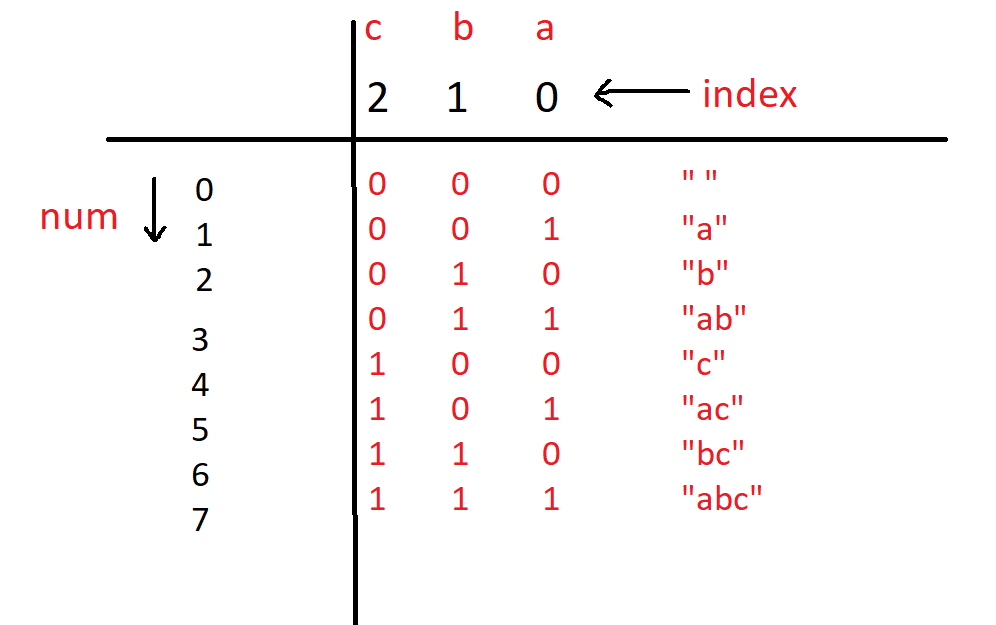 c b a
2 1 0 index
0 0 0 0 " "
num 1 0 0 1 "a"
2 0 1 0 "b"
3 0 1 1 "ab"
4 1 0 0 "c"
5 1 0 1 "ac"
6 1 1 0 "bc"
7 1 1 1 "abc"